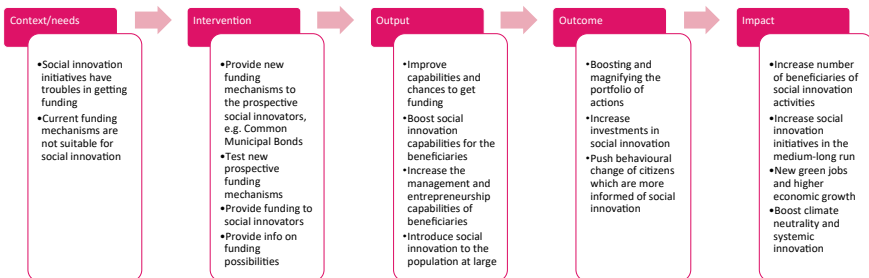 Context/needs
•Social innovation
initiatives have
troubles in getting
funding
•Current funding
mechanisms are
not suitable for
social innovation
Intervention
•Provide new
funding
mechanisms to
the prospective
social innovators,
e.g. Common
Municipal Bonds
•Test new
prospective
funding
mechanisms
•Provide funding to
social innovators
•Provide info on
funding
possibilities
Output
•Improve
capabilities and
chances to get
funding
•Boost social
innovation
capabilities for the
beneficiaries
•Increase the
management and
entrepreneurship
capabilities of
beneficiaries
•Introduce social
innovation to the
population at large
Outcome
•Boosting and
magnifying the
portfolio of
actions
•Increase
investments in
social innovation
•Push behavioural
change of citizens
which are more
informed of social
innovation
Impact
•Increase number
of beneficiaries of
social innovation
activities
•Increase social
innovation
initiatives in the
medium-long run
•New green jobs and
higher economic
growth
•Boost climate
neutrality and
systemic
innovation